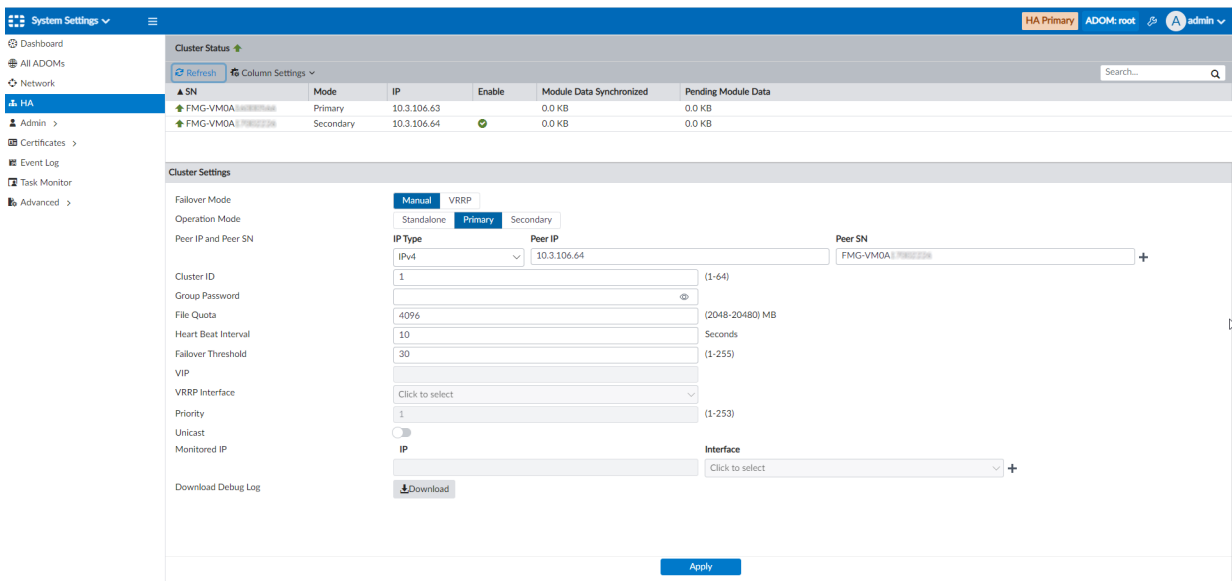 System Settings
HA Primary ADOM: root A admin
Dashboard
All ADOMs
Network
HA
Admin
Certificates
Event Log
Task Monitor
Advanced
Cluster Status
Refresh Column Settings Search...
SN Mode IP Enable Module Data Synchronized Pending Module Data
FMG-VM0A Primary 10.3.106.63 0.0 KB 0.0 KB
FMG-VM0A Secondary 10.3.106.64 0.0 KB 0.0 KB
Cluster Settings
Failover Mode Manual VRRP
Operation Mode Standalone Primary Secondary
Peer IP and Peer SN IP Type Peer IP Peer SN
IPv4 10.3.106.64 FMG-VM0A
Cluster ID 1 (1-64)
Group Password
File Quota 4096 (2048-20480) MB
Heart Beat Interval 10 Seconds
Failover Threshold 30 (1-255)
VIP
VRRP Interface Click to select
Priority 1 (1-253)
Unicast
Monitored IP IP Interface
Click to select
Download Debug Log Download
Apply